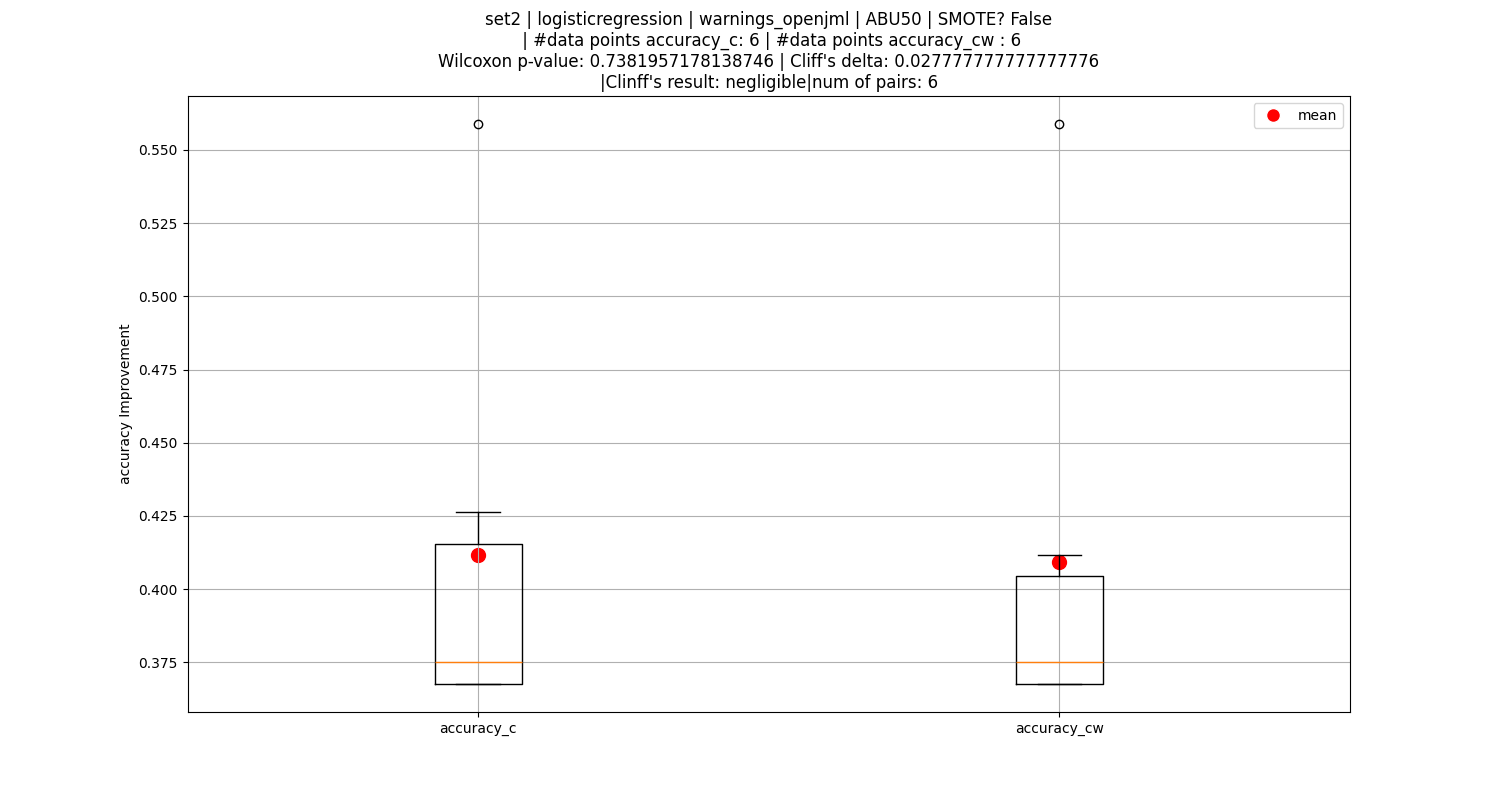 set2 | logisticregression | warnings_openjml | ABU50 | SMOTE? False
| #data points accuracy_c: 6 | #data points accuracy_cw : 6
Wilcoxon p-value: 0.7381957178138746 | Cliff's delta: 0.027777777777777776
|Clinff's result: negligible|num of pairs: 6
mean
0.550
0.525
0.500
0.475
0.450
0.425
0.400
0.375
accuracy Improvement
accuracy_c
accuracy_cw